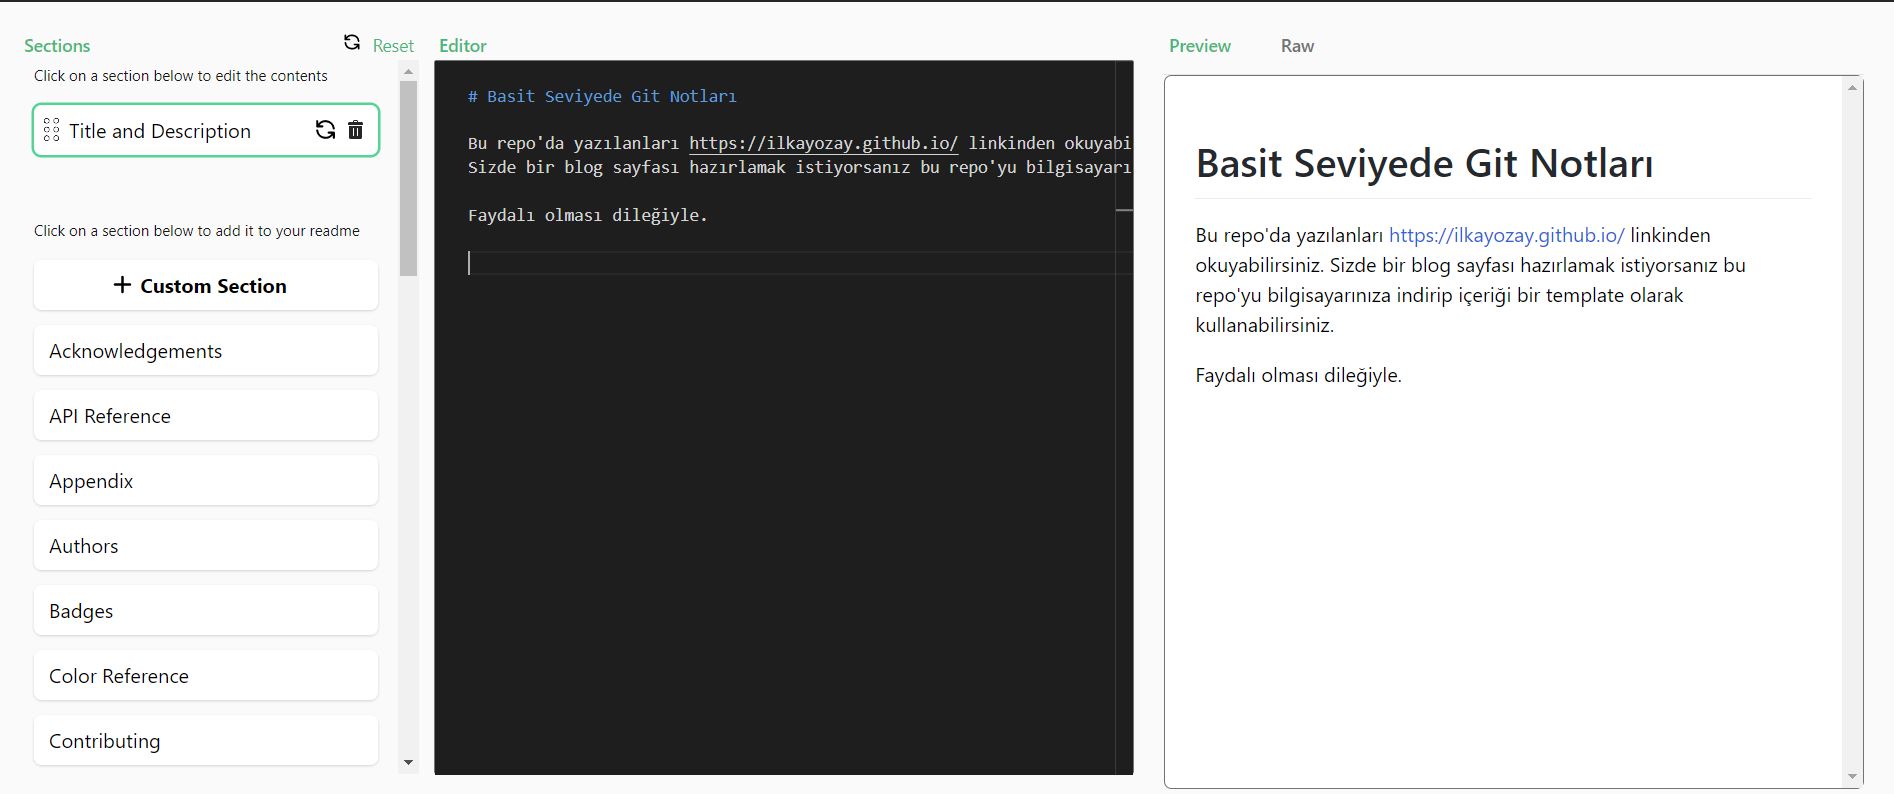 Sections
Reset
Click on a section below to edit the contents
Title and Description
Click on a section below to add it to your readme
+ Custom Section
Acknowledgements
API Reference
Appendix
Authors
Badges
Color Reference
Contributing
Editor
# Basit Seviyede Git Notları
Bu repo'da yazılanları https://ilkayozay.github.io/ linkinden okuyabi
Sizde bir blog sayfası hazırlamak istiyorsanız bu repo'yu bilgisayarı
Faydalı olması dileğiyle.
Preview
Raw
Basit Seviyede Git Notları
Bu repo'da yazılanları https://ilkayozay.github.io/ linkinden
okuyabilirsiniz. Sizde bir blog sayfası hazırlamak istiyorsanız bu
repo'yu bilgisayarınıza indirip içeriği bir template olarak
kullanabilirsiniz.
Faydalı olması dileğiyle.